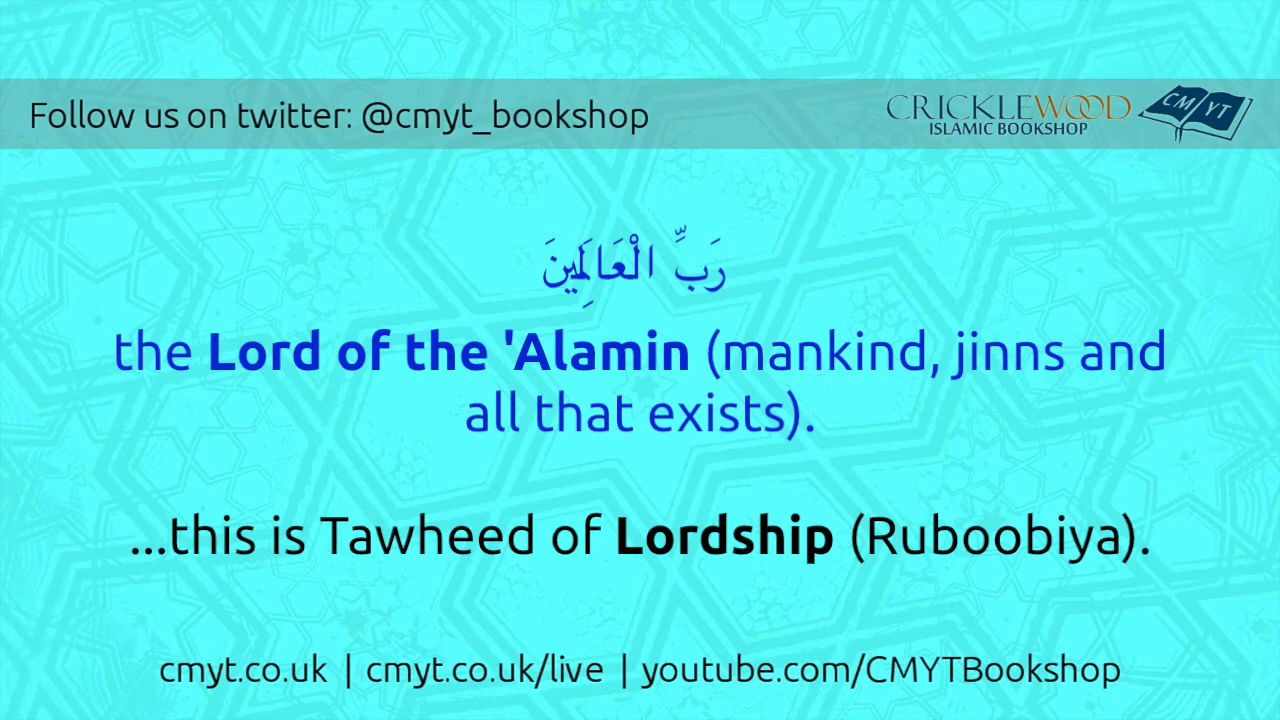 Follow us on twitter: @cmyt_bookshop
CRICKLEWOOD
ISLAMIC BOOKSHOP
CM YT
رَبِّ الْعَالَمِينَ
the Lord of the 'Alamin (mankind, jinns and
all that exists).
...this is Tawheed of Lordship (Ruboobiya).
cmyt.co.uk | cmyt.co.uk/live | youtube.com/CMYTBookshop